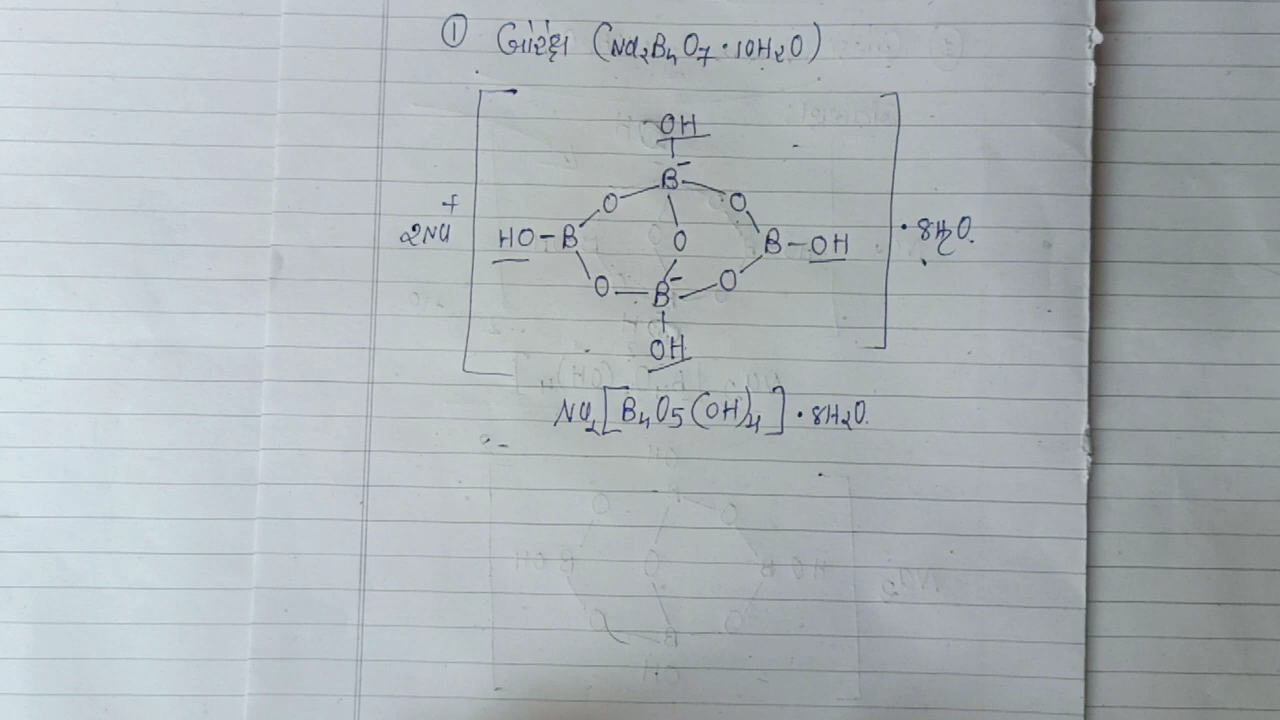 ① બોરેક્ષ (Na₂B₄O₇ · 10H₂O)
OH
B⁻
O O
2Na⁺ HO-B O B-OH · 8H₂O.
O B⁻ O
OH
Na₂[B₄O₅(OH)₄] · 8H₂O.